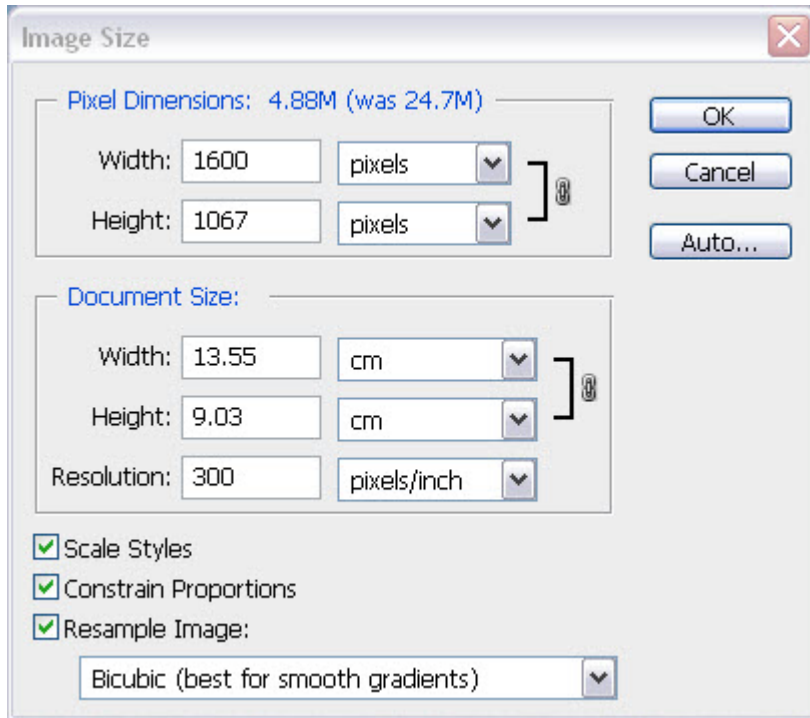 Image Size
Pixel Dimensions: 4.88M (was 24.7M)
OK
Width: 1600 pixels
Cancel
Height: 1067 pixels
Auto...
Document Size:
Width: 13.55 cm
Height: 9.03 cm
Resolution: 300 pixels/inch
Scale Styles
Constrain Proportions
Resample Image:
Bicubic (best for smooth gradients)